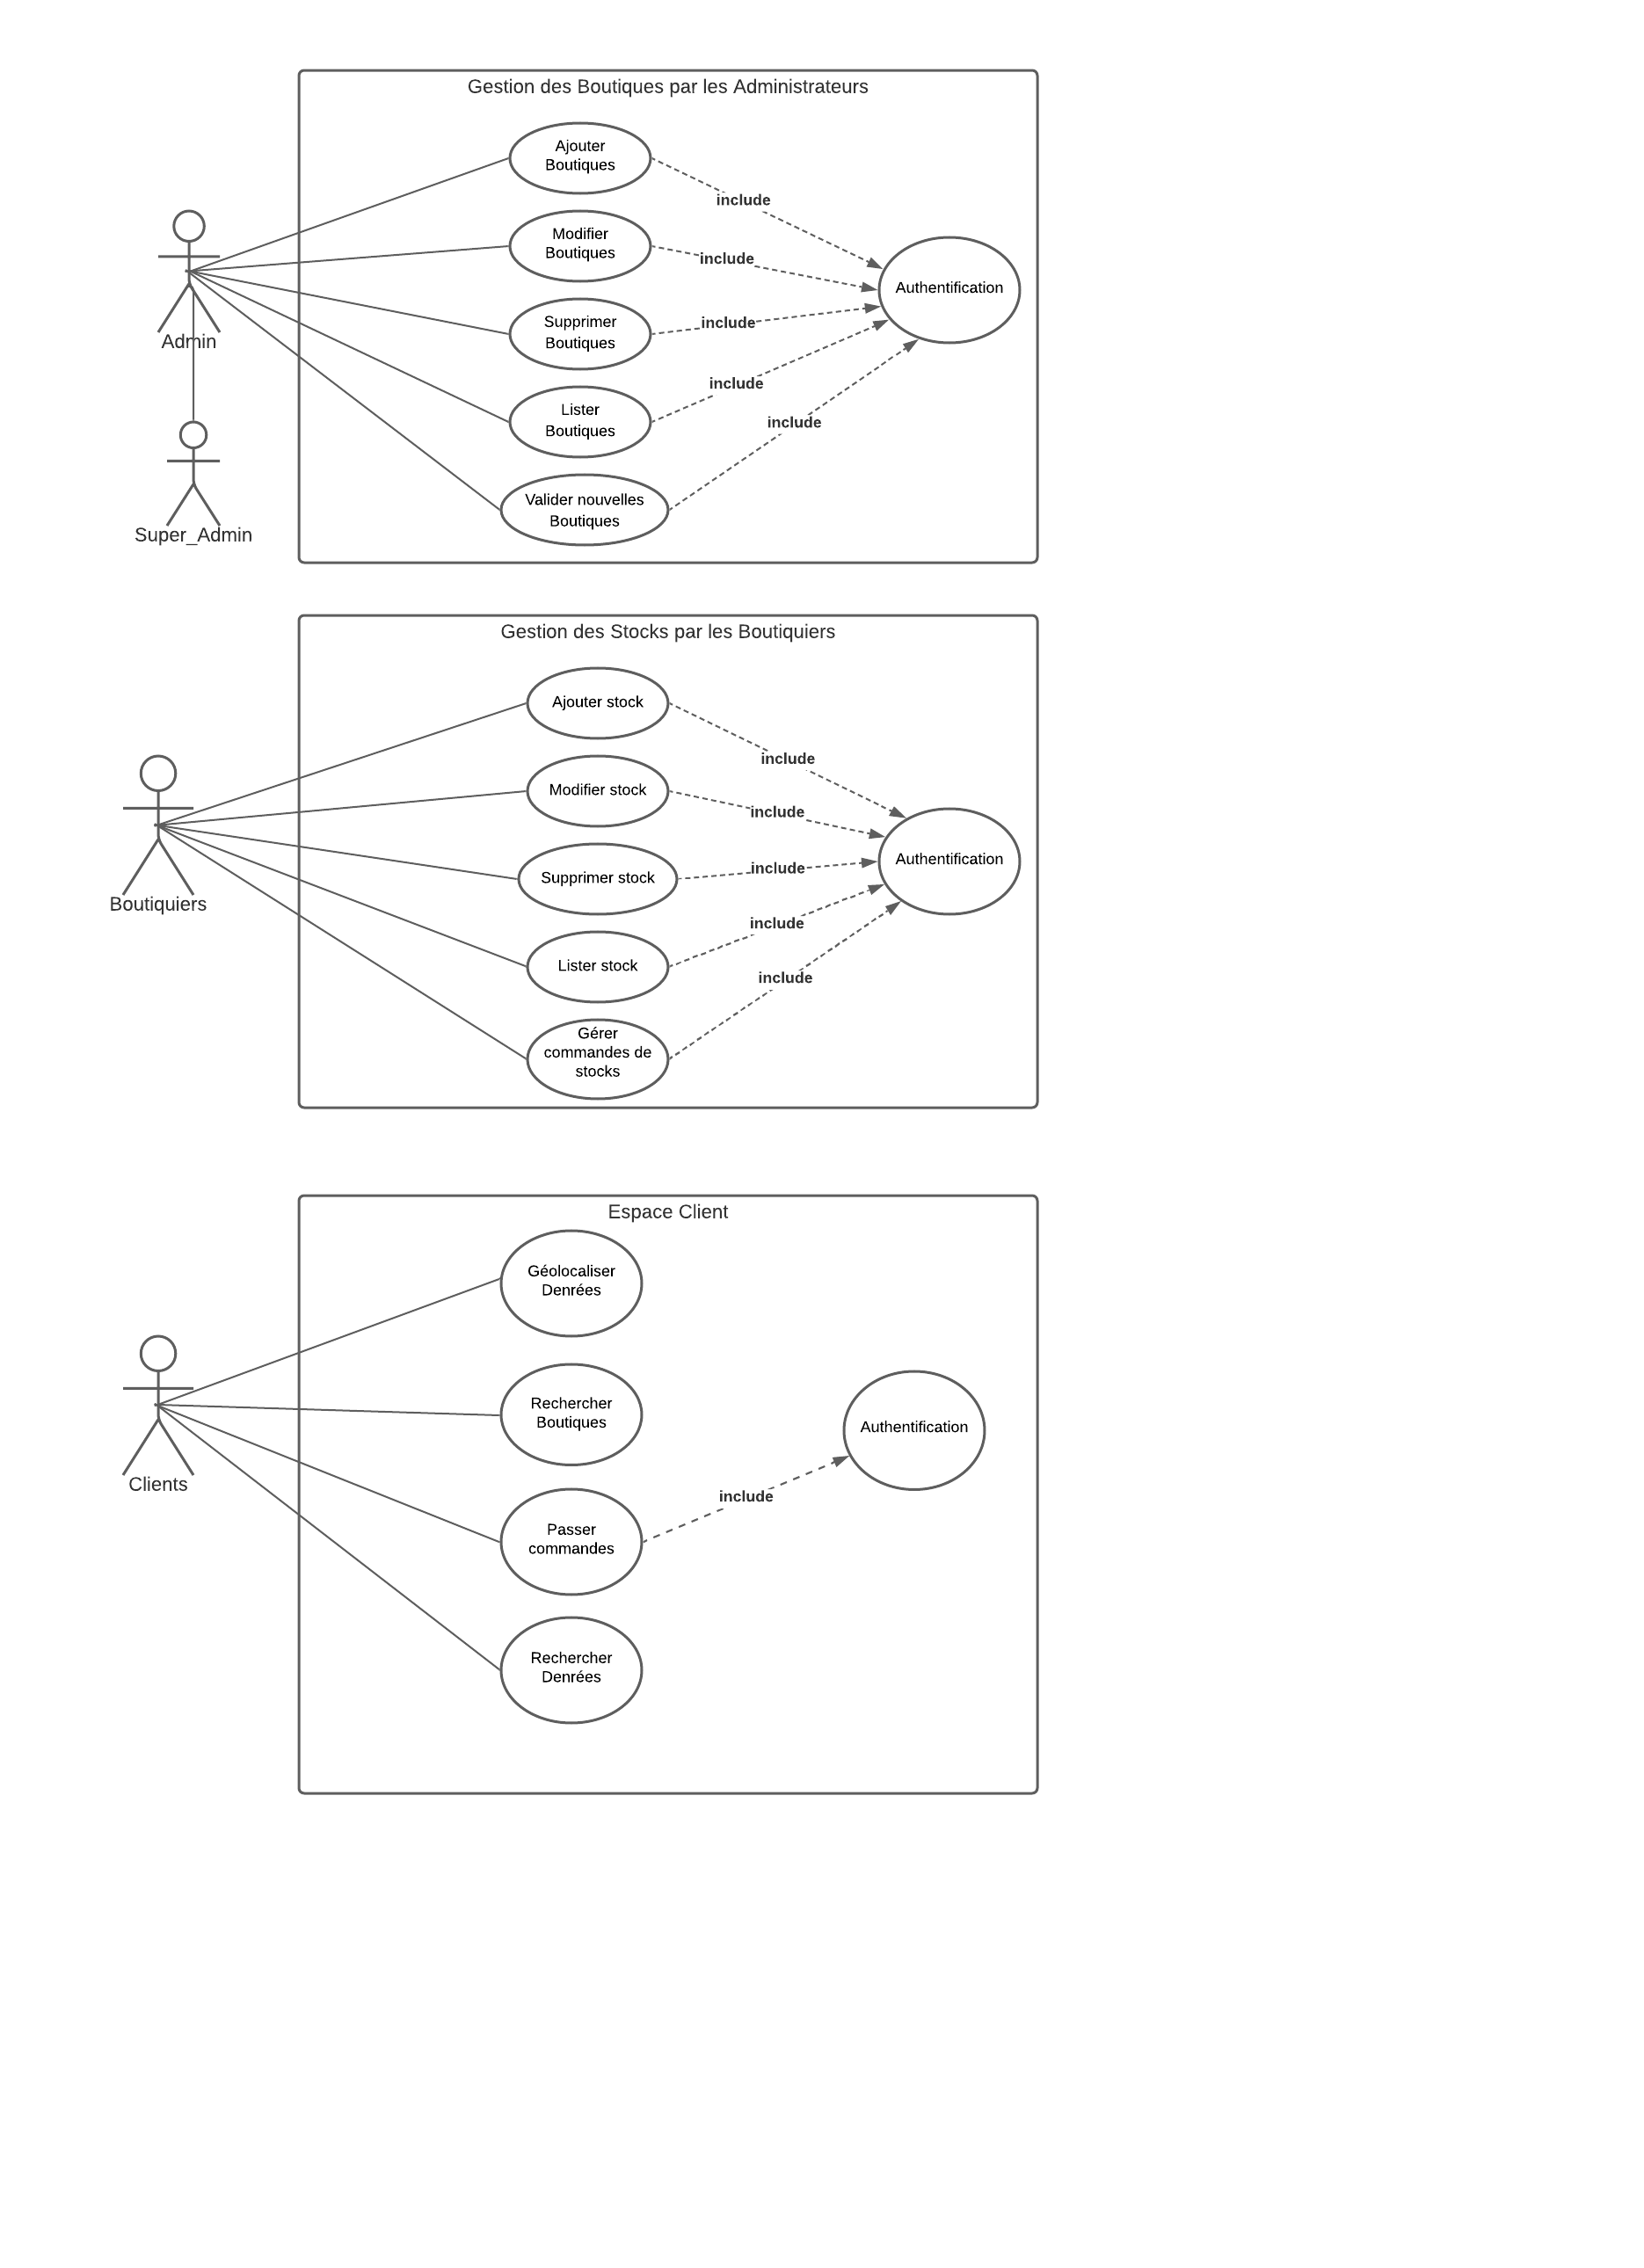 Gestion des Boutiques par les Administrateurs
Ajouter
Boutiques
include
Modifier
Boutiques
include
Authentification
Supprimer
Boutiques
include
Admin
Lister
Boutiques
include
include
Valider nouvelles
Boutiques
Super_Admin
Gestion des Stocks par les Boutiquiers
Ajouter stock
include
Modifier stock
include
Authentification
Supprimer stock
include
Boutiquiers
include
Lister stock
include
Gérer
commandes de
stocks
Espace Client
Géolocaliser
Denrées
Rechercher
Boutiques
Authentification
Clients
include
Passer
commandes
Rechercher
Denrées